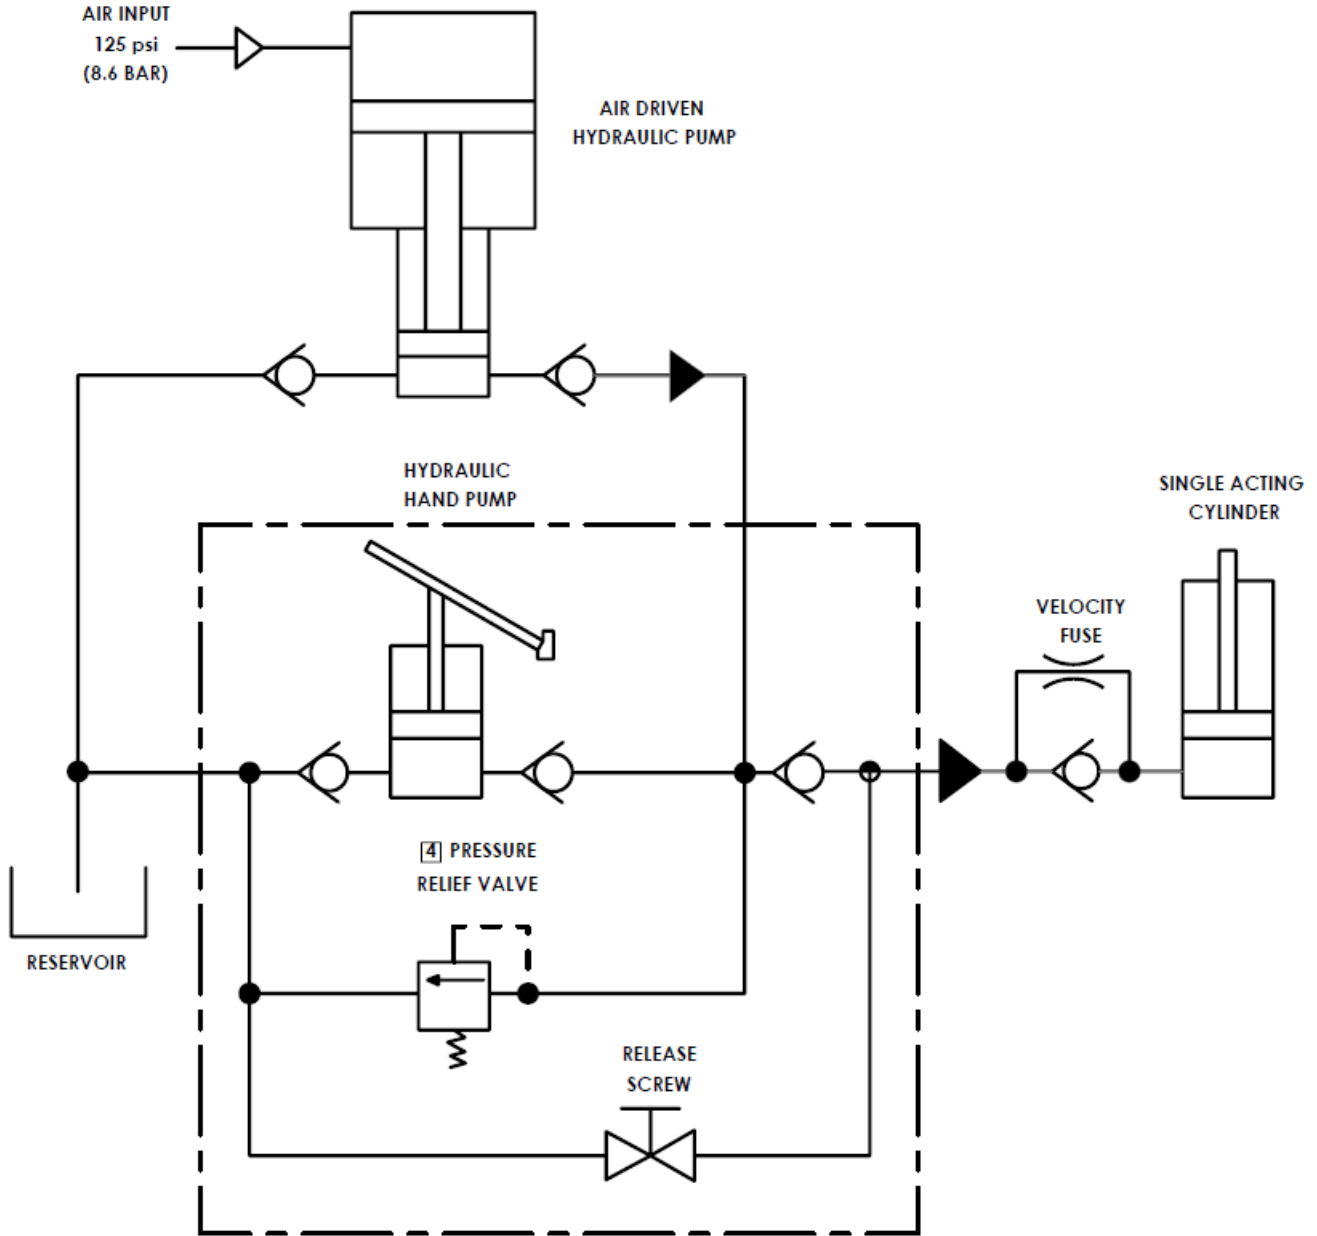 AIR INPUT
125 psi
(8.6 BAR)
AIR DRIVEN
HYDRAULIC PUMP
HYDRAULIC
HAND PUMP
SINGLE ACTING
CYLINDER
VELOCITY
FUSE
4 PRESSURE
RELIEF VALVE
RESERVOIR
RELEASE
SCREW